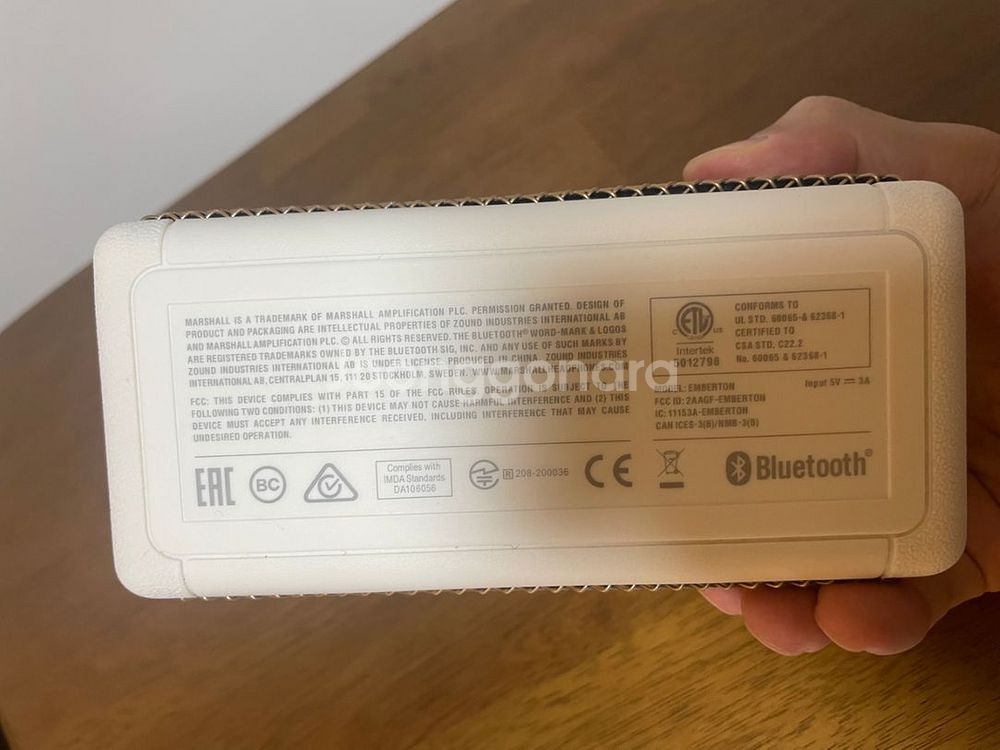 MARSHALL IS A TRADEMARK OF MARSHALL AMPLIFICATION PLC. PERMISSION GRANTED. DESIGN OF
PRODUCT AND PACKAGING ARE INTELLECTUAL PROPERTIES OF ZOUND INDUSTRIES INTERNATIONAL AB
AND MARSHALL AMPLIFICATION PLC. © ALL RIGHTS RESERVED. THE BLUETOOTH® WORD-MARK & LOGOS
ARE REGISTERED TRADEMARKS OWNED BY THE BLUETOOTH SIG, INC. AND ANY USE OF SUCH MARKS BY
ZOUND INDUSTRIES INTERNATIONAL AB IS UNDER LICENSE. PRODUCED IN CHINA. ZOUND INDUSTRIES
INTERNATIONAL AB, CENTRALPLAN 15, 111 20 STOCKHOLM, SWEDEN.
FCC: THIS DEVICE COMPLIES WITH PART 15 OF THE FCC RULES. OPERATION IS SUBJECT TO THE
FOLLOWING TWO CONDITIONS: (1) THIS DEVICE MAY NOT CAUSE HARMFUL INTERFERENCE AND (2) THIS
DEVICE MUST ACCEPT ANY INTERFERENCE RECEIVED, INCLUDING INTERFERENCE THAT MAY CAUSE
UNDESIRED OPERATION.
C ETL US
Intertek
5012798
CONFORMS TO
UL STD. 60065 & 62368-1
CERTIFIED TO
CSA STD. C22.2
No. 60065 & 62368-1
MODEL: EMBERTON
Input 5V ⎓ 3A
FCC ID: 2AAGF-EMBERTON
IC: 11153A-EMBERTON
CAN ICES-3(B)/NMB-3(B)
EAC
BC
Complies with
IMDA Standards
DA106056
R 208-200036
CE
Bluetooth®